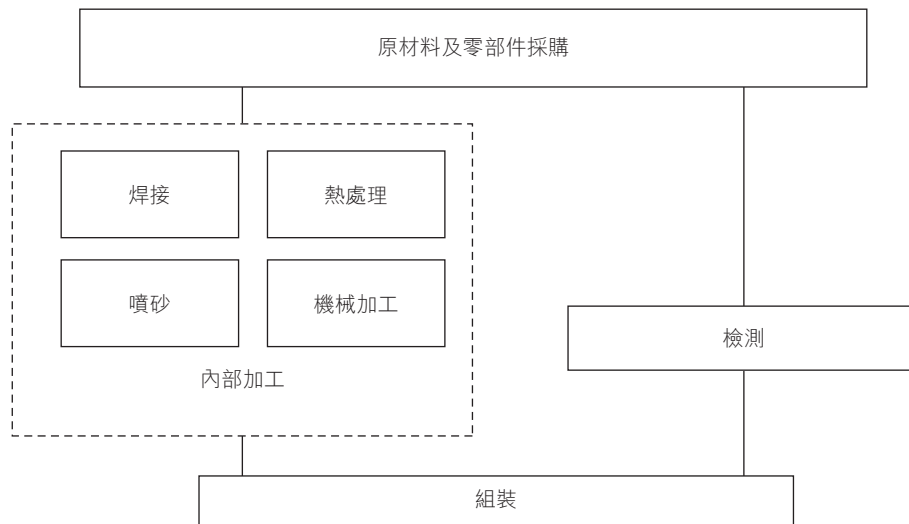 原材料及零部件採購
焊接
熱處理
噴砂
機械加工
檢測
內部加工
組裝